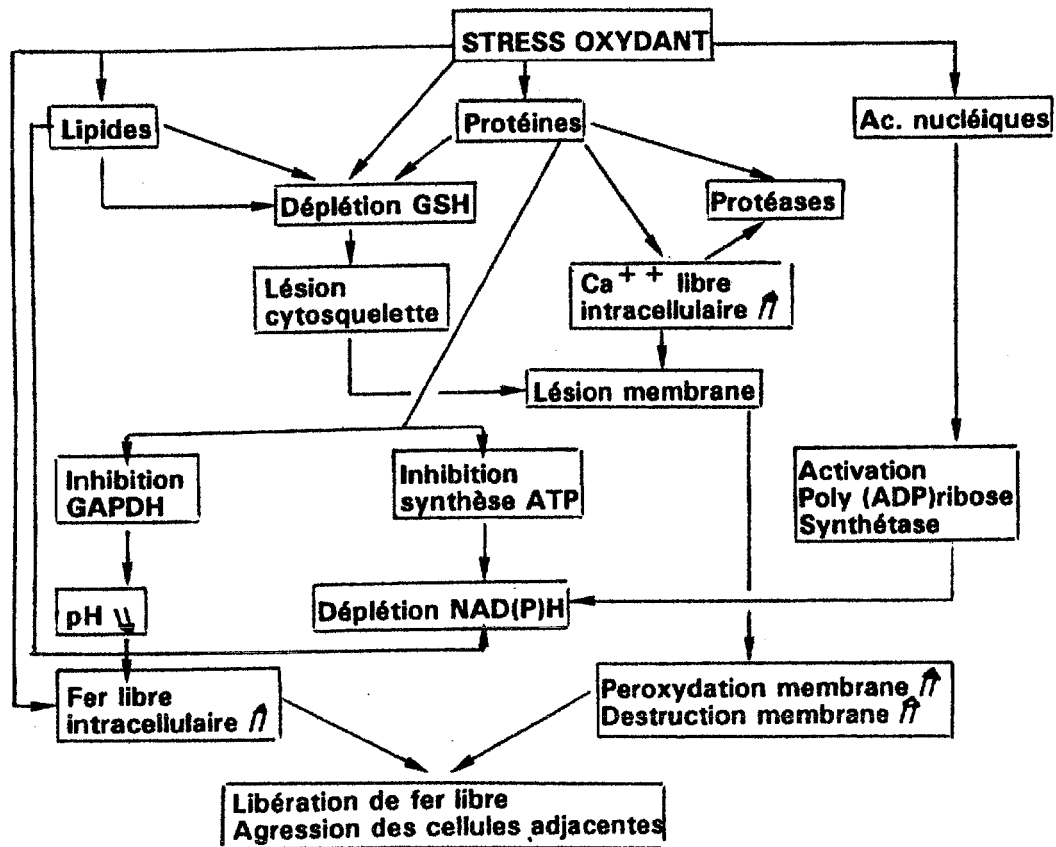 STRESS OXYDANT
Lipides
Protéines
Ac. nucléiques
Déplétion GSH
Protéases
Lésion
cytosquelette
Ca++ libre
intracellulaire ⇑
Lésion membrane
Inhibition
GAPDH
Inhibition
synthèse ATP
Activation
Poly (ADP)ribose
Synthétase
pH ⇓
Déplétion NAD(P)H
Fer libre
intracellulaire ⇑
Peroxydation membrane ⇑
Destruction membrane ⇑
Libération de fer libre
Agression des cellules adjacentes